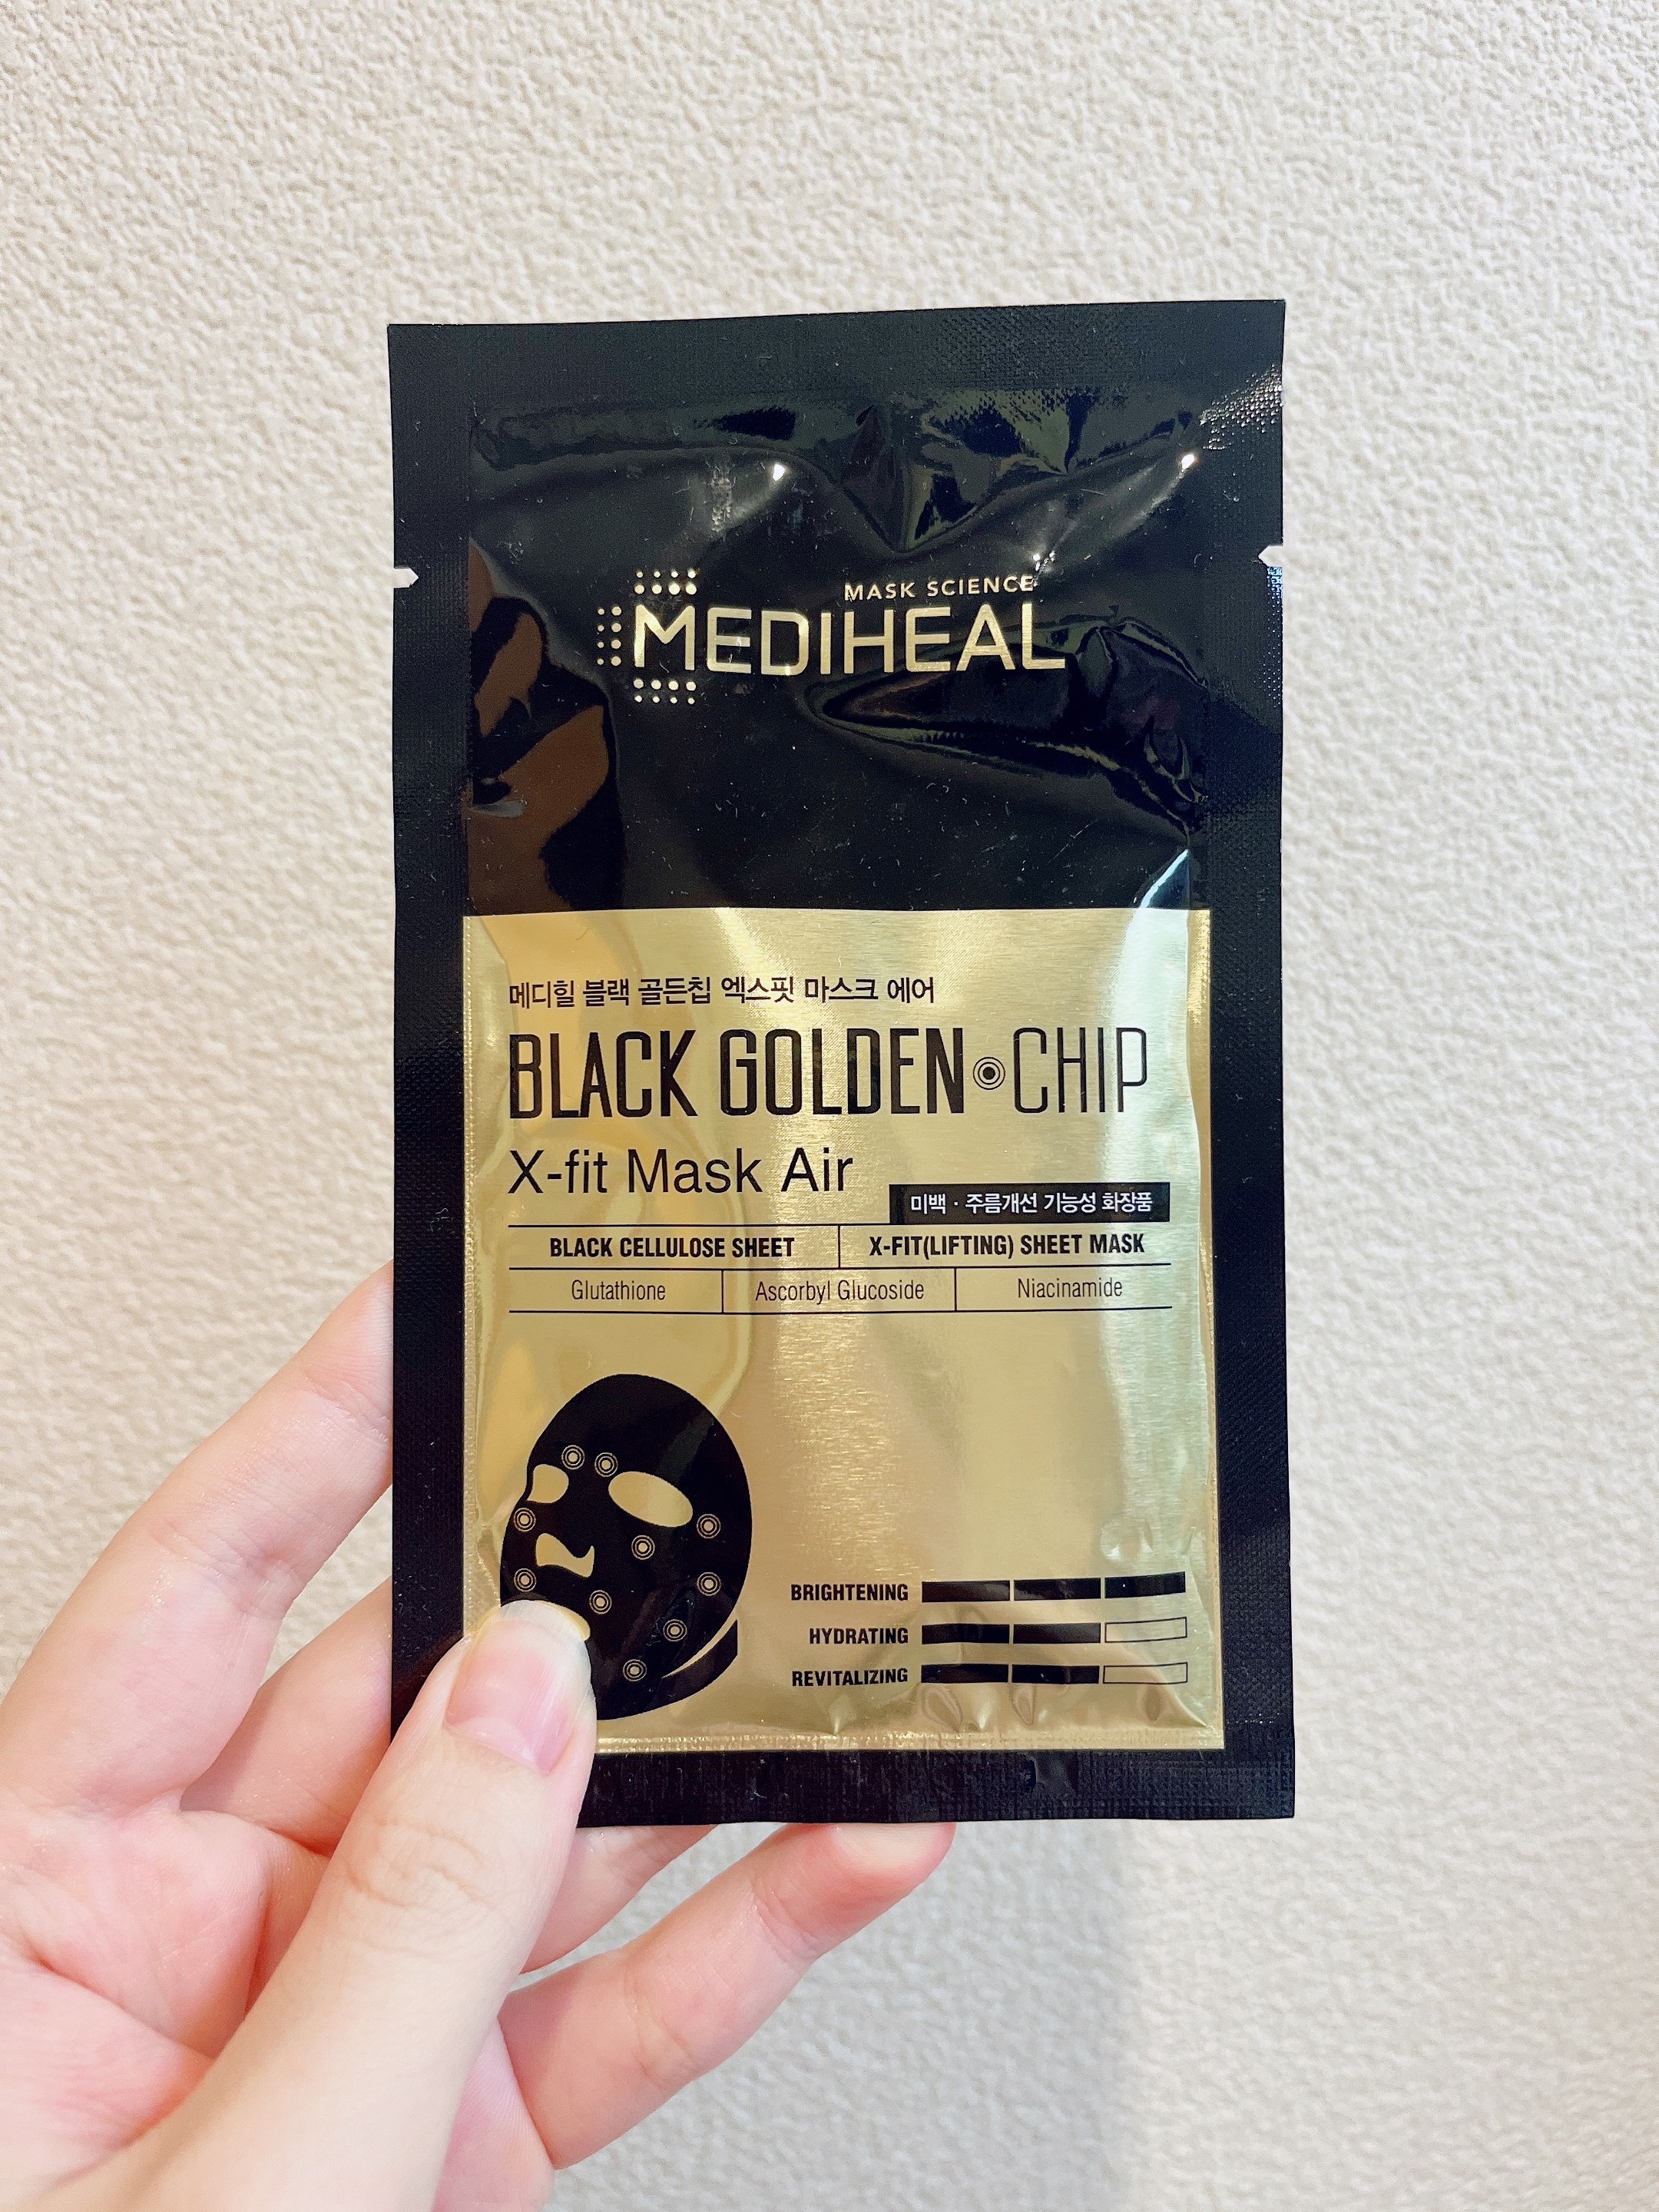 MASK SCIENCE
MEDIHEAL
메디힐 블랙 골든칩 엑스핏 마스크 에어
BLACK GOLDEN CHIP
X-fit Mask Air
미백 · 주름개선 기능성 화장품
BLACK CELLULOSE SHEET X-FIT(LIFTING) SHEET MASK
Glutathione Ascorbyl Glucoside Niacinamide
BRIGHTENING
HYDRATING
REVITALIZING